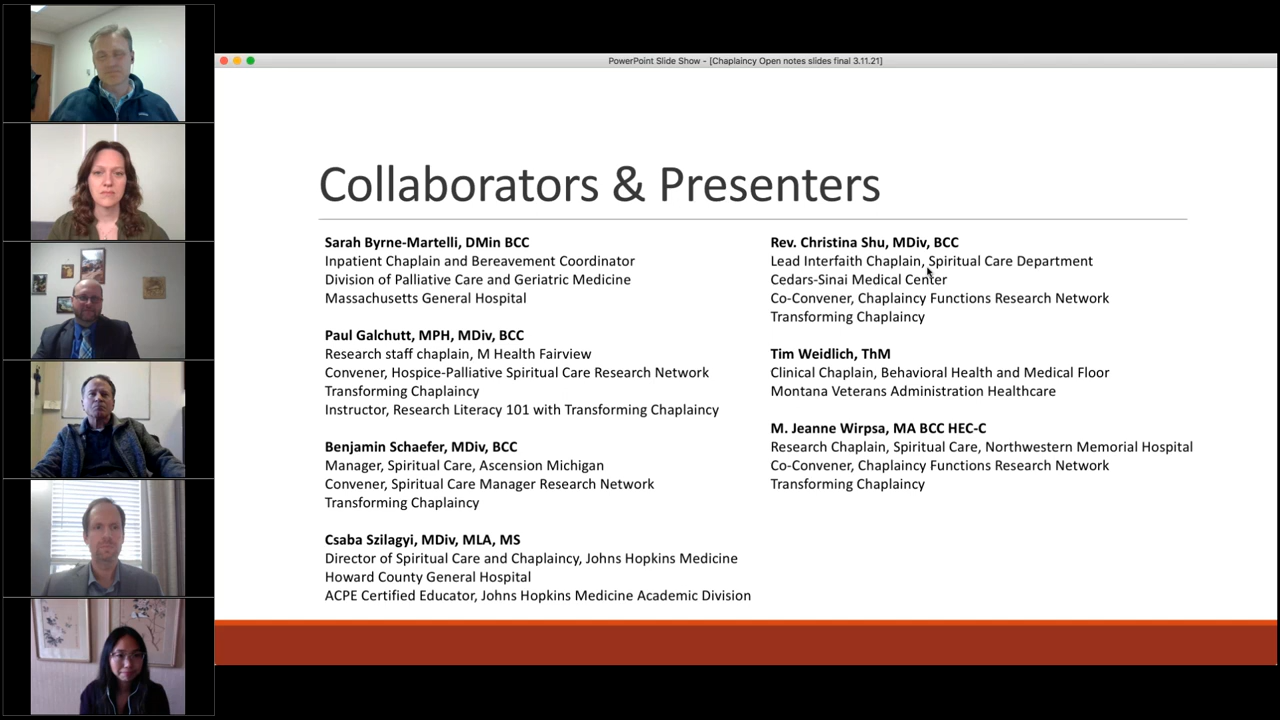 PowerPoint Slide Show - [Chaplaincy Open notes slides final 3.11.21]
Collaborators & Presenters
Sarah Byrne-Martelli, DMin BCC
Inpatient Chaplain and Bereavement Coordinator
Division of Palliative Care and Geriatric Medicine
Massachusetts General Hospital
Paul Galchutt, MPH, MDiv, BCC
Research staff chaplain, M Health Fairview
Convener, Hospice-Palliative Spiritual Care Research Network
Transforming Chaplaincy
Instructor, Research Literacy 101 with Transforming Chaplaincy
Benjamin Schaefer, MDiv, BCC
Manager, Spiritual Care, Ascension Michigan
Convener, Spiritual Care Manager Research Network
Transforming Chaplaincy
Csaba Szilagyi, MDiv, MLA, MS
Director of Spiritual Care and Chaplaincy, Johns Hopkins Medicine
Howard County General Hospital
ACPE Certified Educator, Johns Hopkins Medicine Academic Division
Rev. Christina Shu, MDiv, BCC
Lead Interfaith Chaplain, Spiritual Care Department
Cedars-Sinai Medical Center
Co-Convener, Chaplaincy Functions Research Network
Transforming Chaplaincy
Tim Weidlich, ThM
Clinical Chaplain, Behavioral Health and Medical Floor
Montana Veterans Administration Healthcare
M. Jeanne Wirpsa, MA BCC HEC-C
Research Chaplain, Spiritual Care, Northwestern Memorial Hospital
Co-Convener, Chaplaincy Functions Research Network
Transforming Chaplaincy